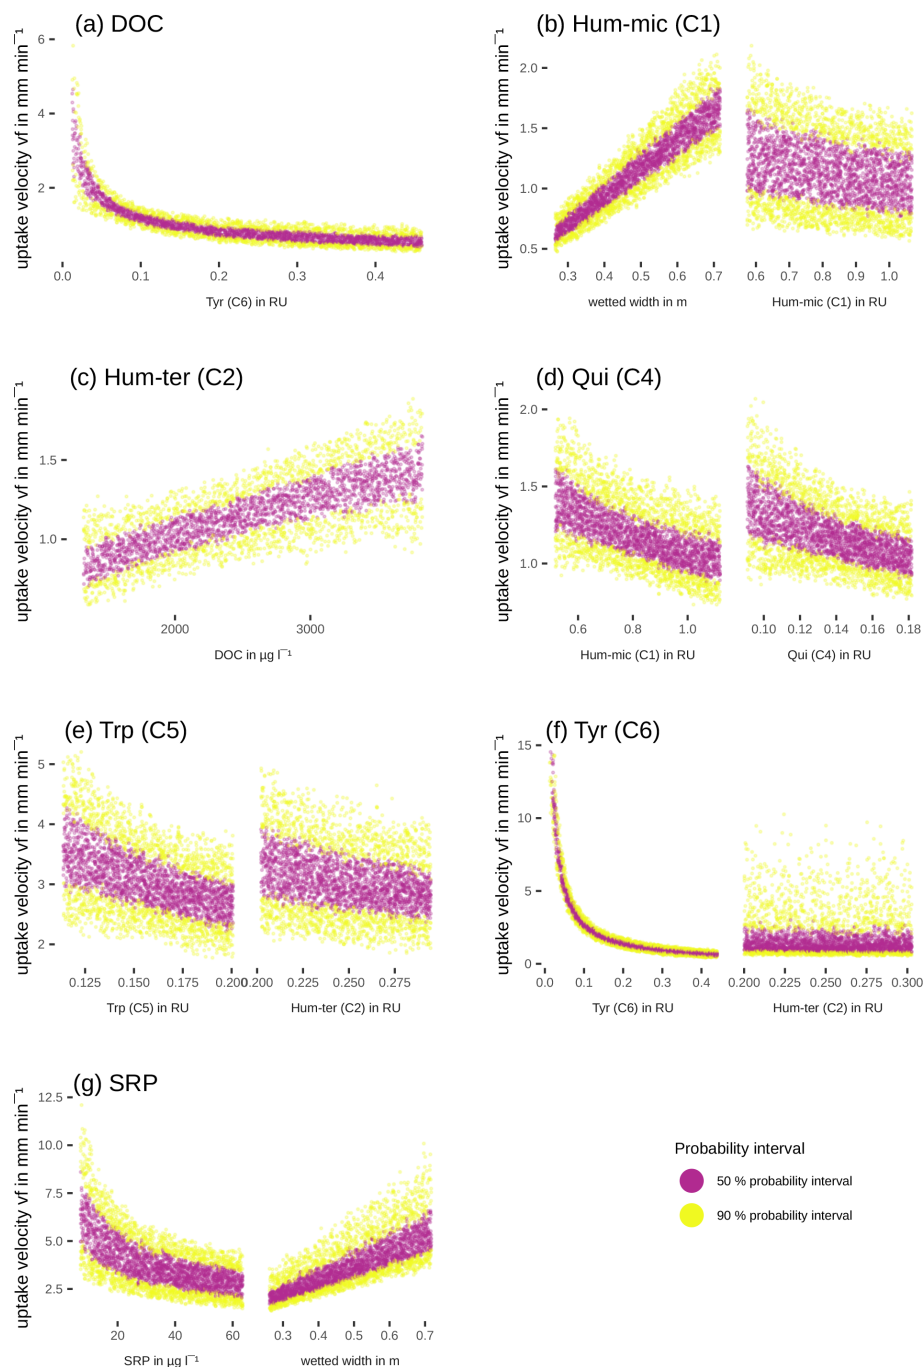 (a) DOC
uptake velocity vf in mm min¯¹
6
4
2
0.0 0.1 0.2 0.3 0.4
Tyr (C6) in RU
(b) Hum-mic (C1)
uptake velocity vf in mm min¯¹
2.0
1.5
1.0
0.5
0.3 0.4 0.5 0.6 0.7
wetted width in m
0.6 0.7 0.8 0.9 1.0
Hum-mic (C1) in RU
(c) Hum-ter (C2)
uptake velocity vf in mm min¯¹
1.5
1.0
2000 3000
DOC in µg l¯¹
(d) Qui (C4)
uptake velocity vf in mm min¯¹
2.0
1.5
1.0
0.6 0.8 1.0
Hum-mic (C1) in RU
0.10 0.12 0.14 0.16 0.18
Qui (C4) in RU
(e) Trp (C5)
uptake velocity vf in mm min¯¹
5
4
3
2
0.125 0.150 0.175 0.200
Trp (C5) in RU
0.200 0.225 0.250 0.275
Hum-ter (C2) in RU
(f) Tyr (C6)
uptake velocity vf in mm min¯¹
15
10
5
0
0.0 0.1 0.2 0.3 0.4
Tyr (C6) in RU
0.200 0.225 0.250 0.275 0.300
Hum-ter (C2) in RU
(g) SRP
uptake velocity vf in mm min¯¹
12.5
10.0
7.5
5.0
2.5
20 40 60
SRP in µg l¯¹
0.3 0.4 0.5 0.6 0.7
wetted width in m
Probability interval
50 % probability interval
90 % probability interval